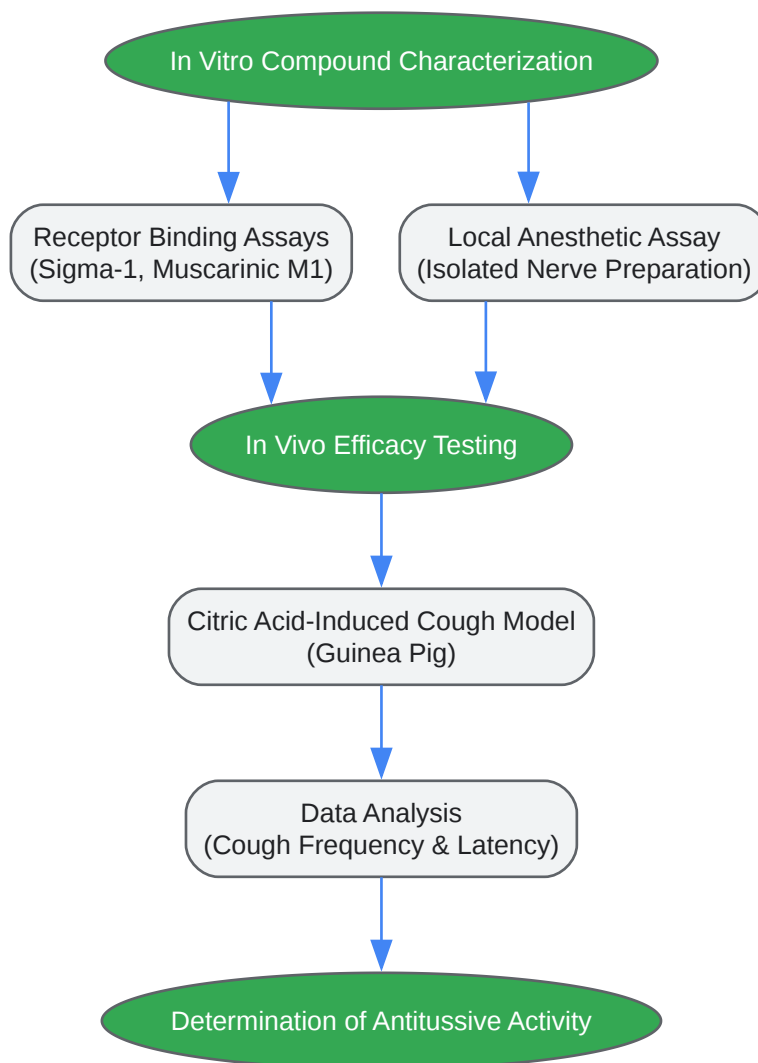 In Vitro Compound Characterization
Receptor Binding Assays
(Sigma-1, Muscarinic M1)
Local Anesthetic Assay
(Isolated Nerve Preparation)
In Vivo Efficacy Testing
Citric Acid-Induced Cough Model
(Guinea Pig)
Data Analysis
(Cough Frequency & Latency)
Determination of Antitussive Activity